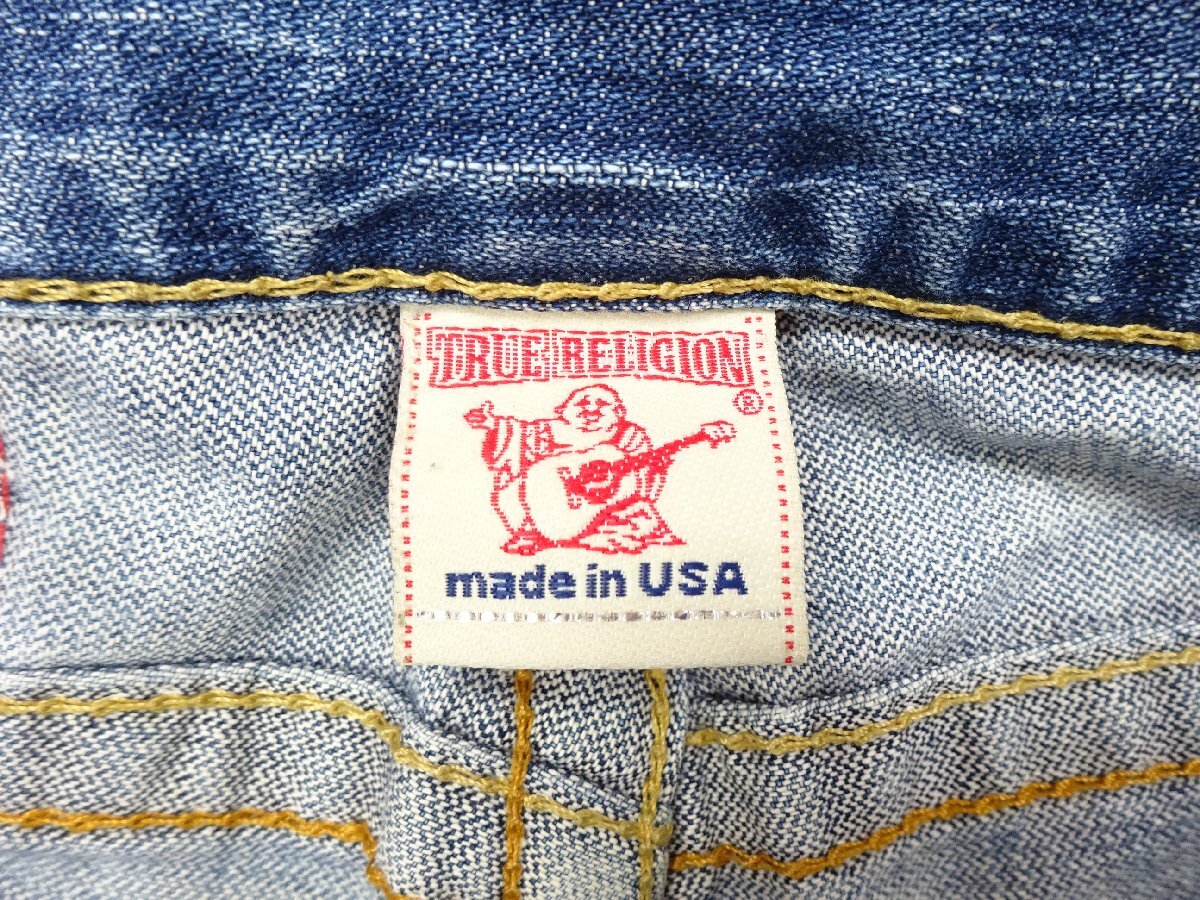 TRUE RELIGION
®
made in USA